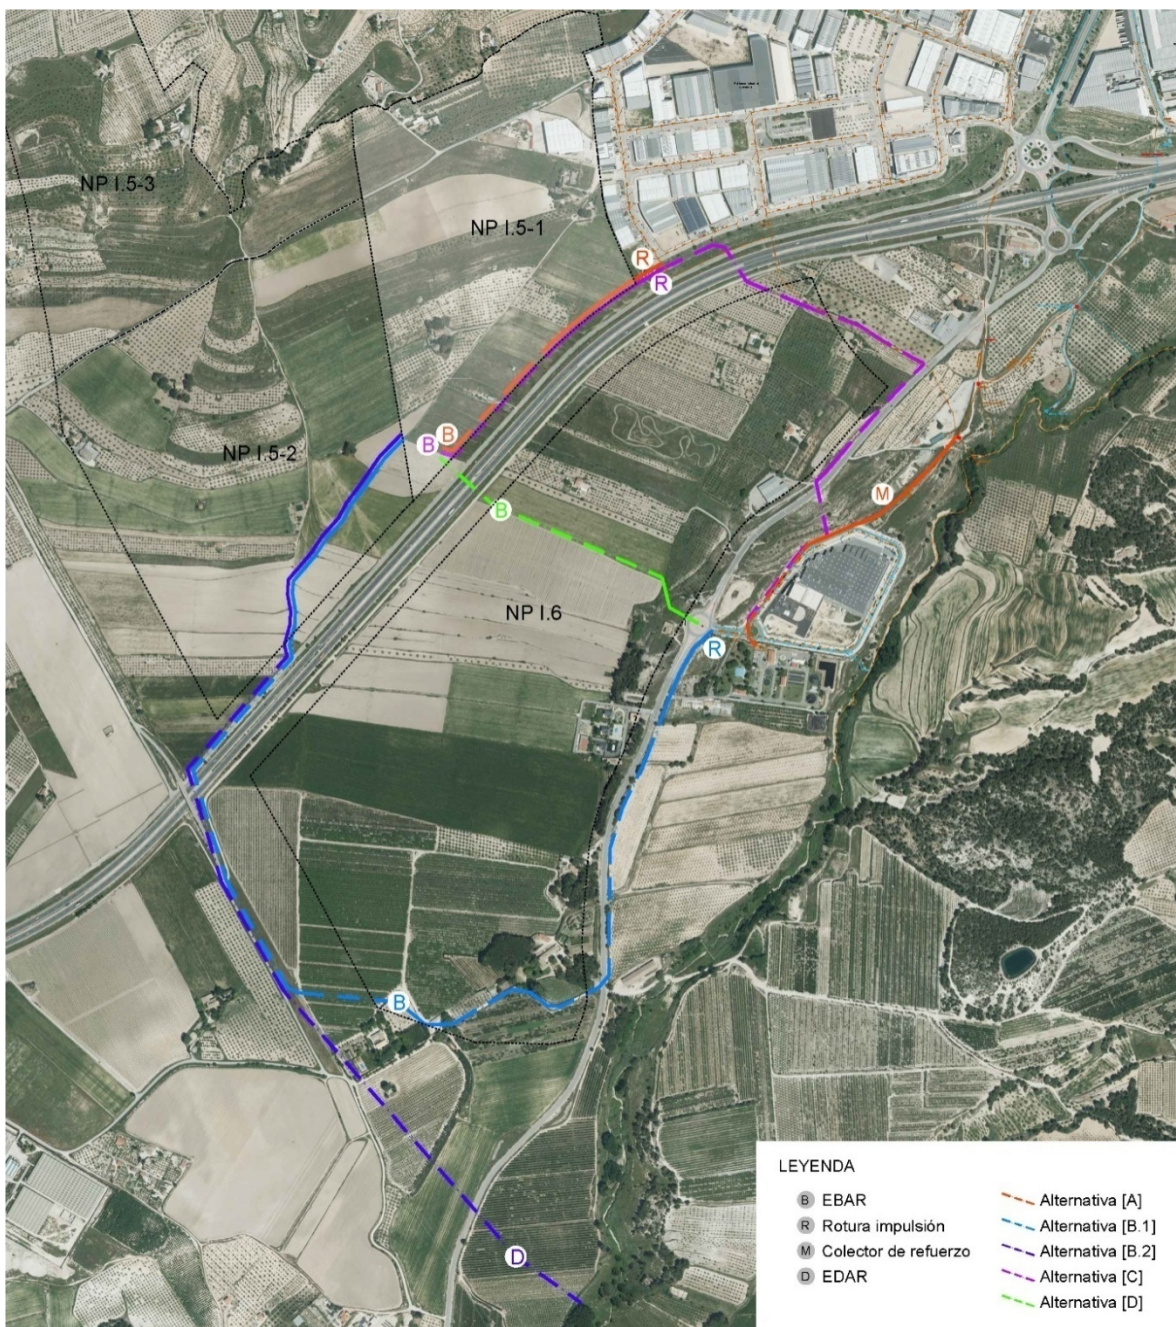 NP I.5-3
NP I.5-1
R
R
B
B
NP I.5-2
M
B
NP I.6
R
B
D
LEYENDA
B EBAR
R Rotura impulsión
M Colector de refuerzo
D EDAR
Alternativa [A]
Alternativa [B.1]
Alternativa [B.2]
Alternativa [C]
Alternativa [D]